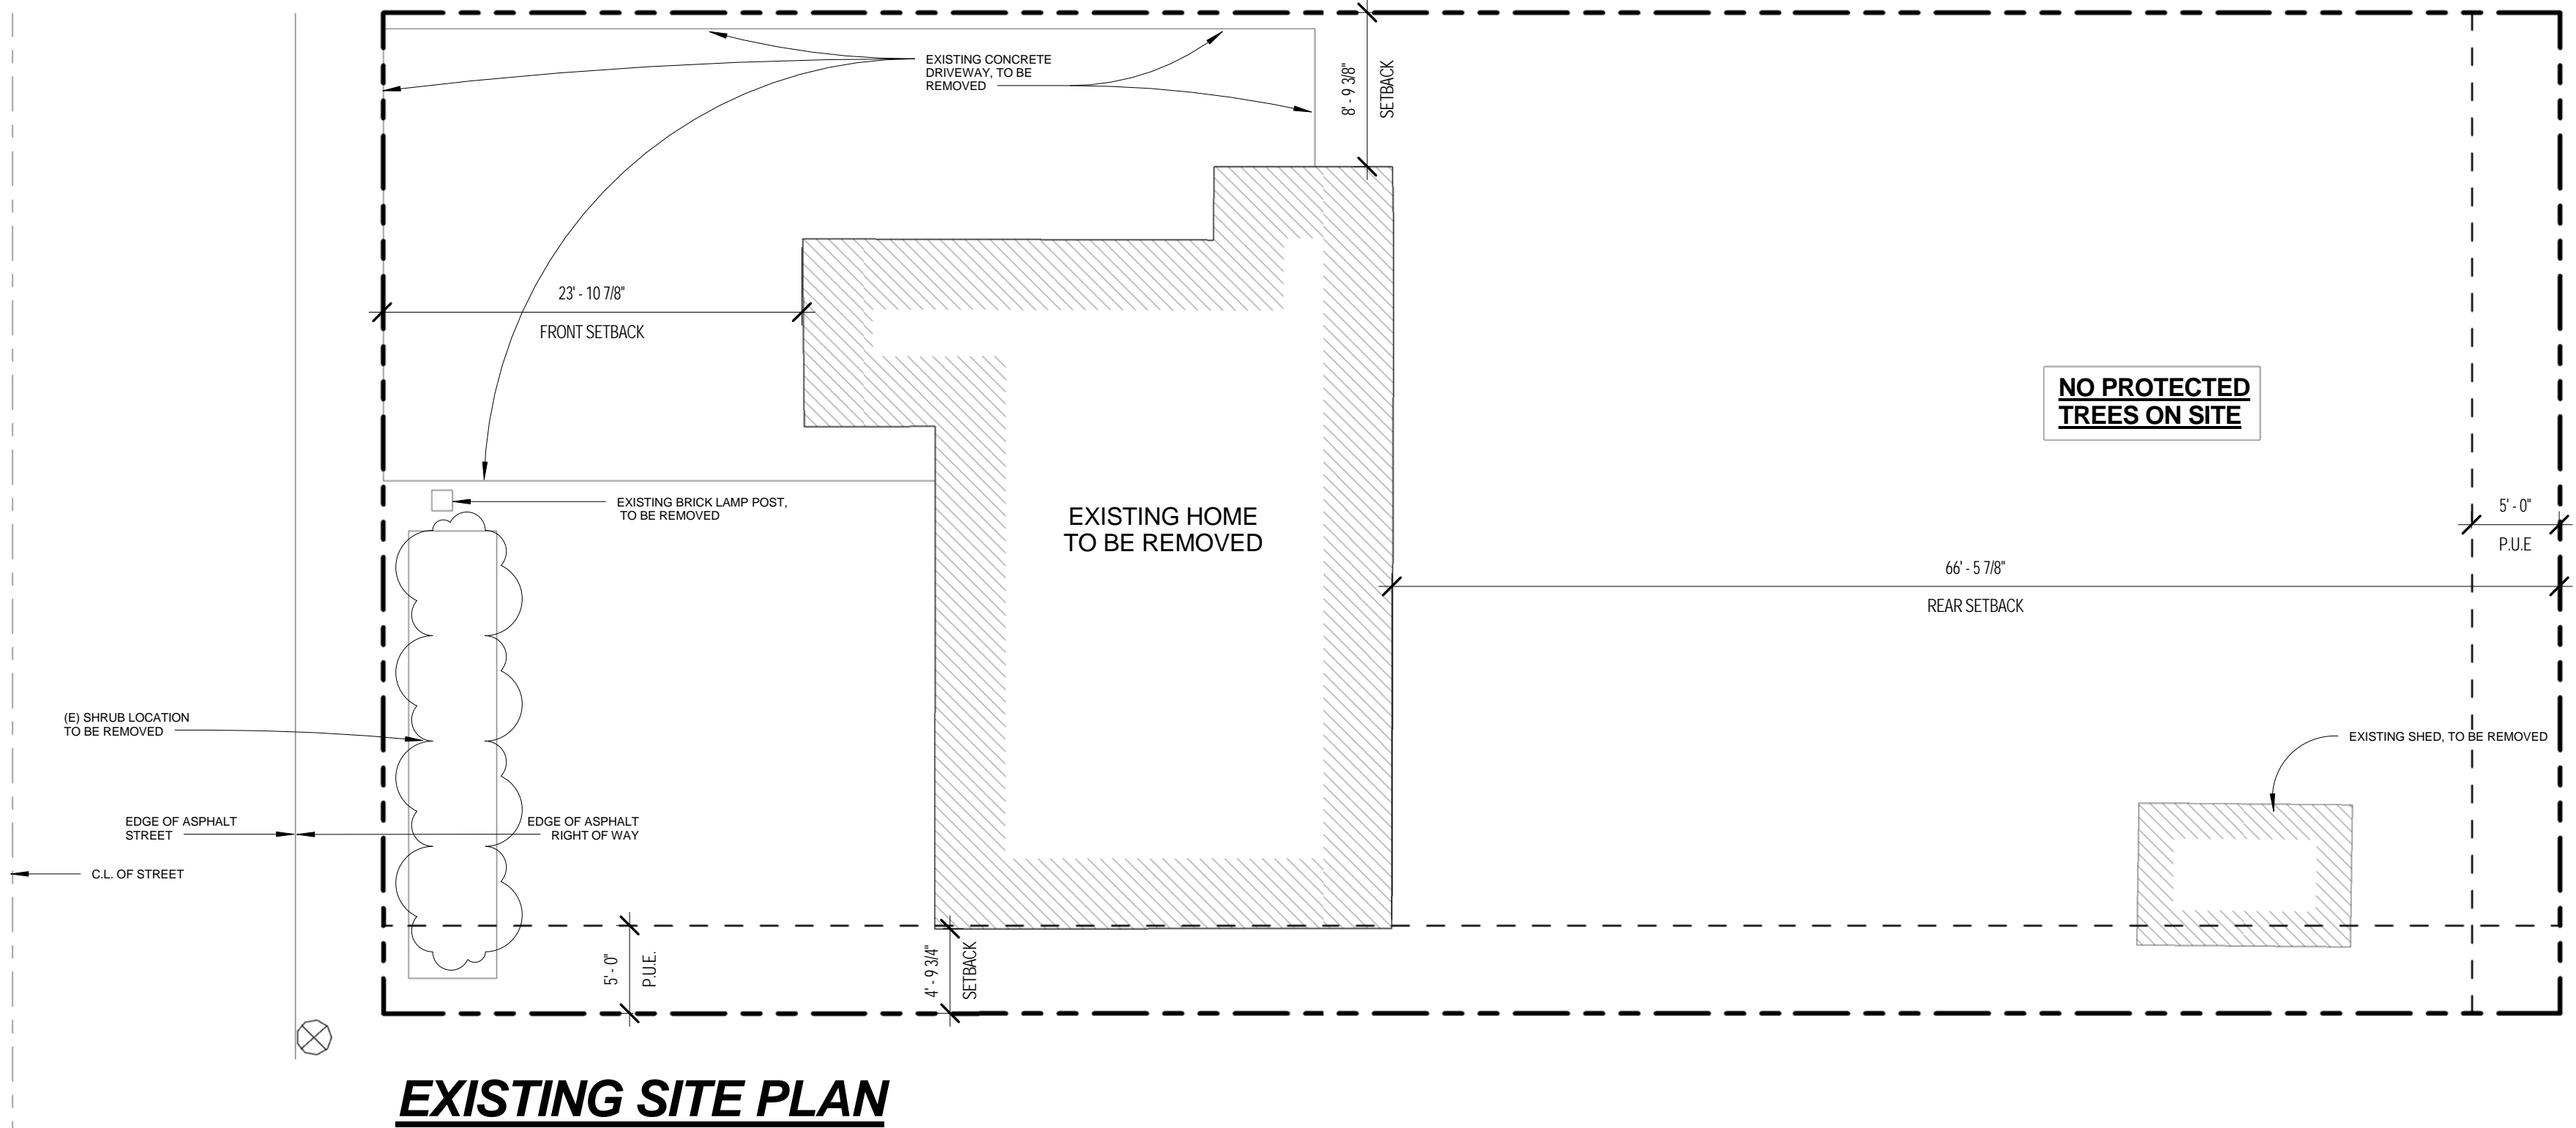 EXISTING CONCRETE
DRIVEWAY, TO BE
REMOVED
8' - 9 3/8"
SETBACK
23' - 10 7/8"
FRONT SETBACK
NO PROTECTED
TREES ON SITE
EXISTING BRICK LAMP POST,
TO BE REMOVED
EXISTING HOME
TO BE REMOVED
5' - 0"
P.U.E
66' - 5 7/8"
REAR SETBACK
(E) SHRUB LOCATION
TO BE REMOVED
EXISTING SHED, TO BE REMOVED
EDGE OF ASPHALT
STREET
EDGE OF ASPHALT
RIGHT OF WAY
C.L. OF STREET
5' - 0"
P.U.E.
4' - 9 3/4"
SETBACK
EXISTING SITE PLAN